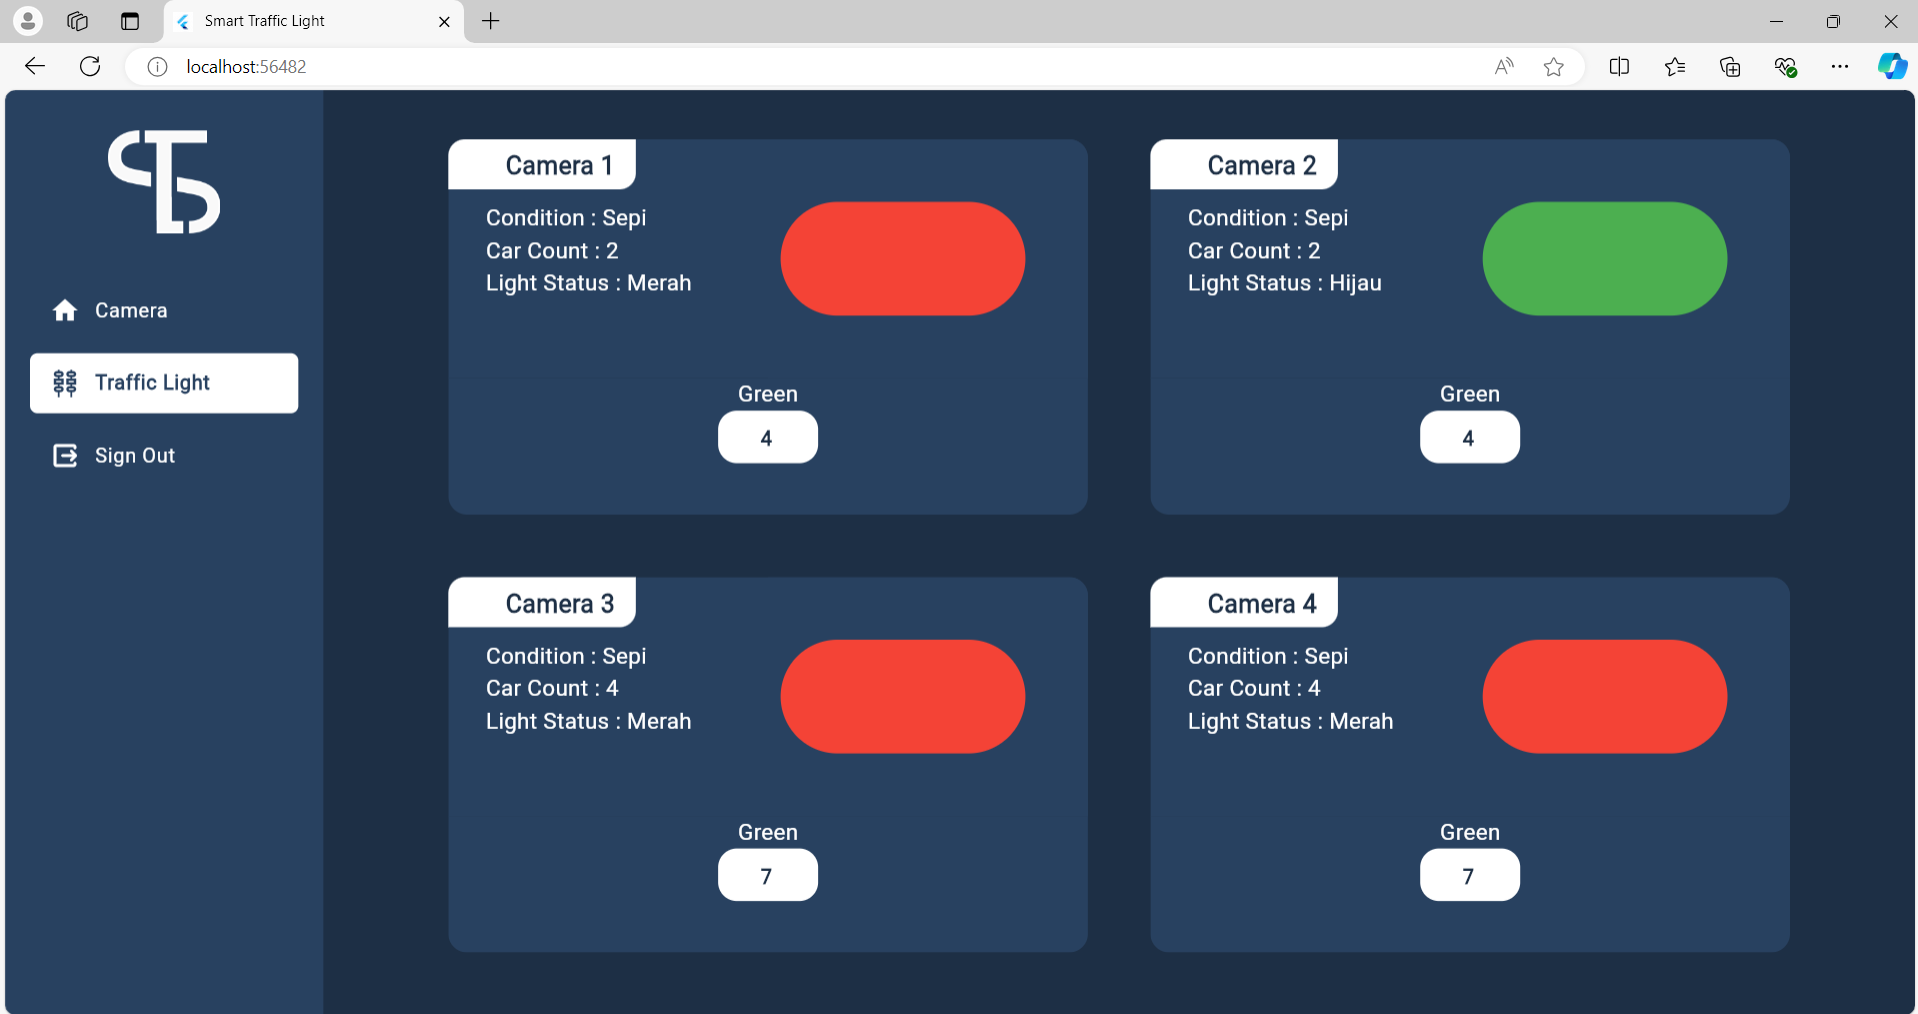 Smart Traffic Light
localhost:56482
Camera
Traffic Light
Sign Out
Camera 1
Condition : Sepi
Car Count : 2
Light Status : Merah
Green
4
Camera 2
Condition : Sepi
Car Count : 2
Light Status : Hijau
Green
4
Camera 3
Condition : Sepi
Car Count : 4
Light Status : Merah
Green
7
Camera 4
Condition : Sepi
Car Count : 4
Light Status : Merah
Green
7